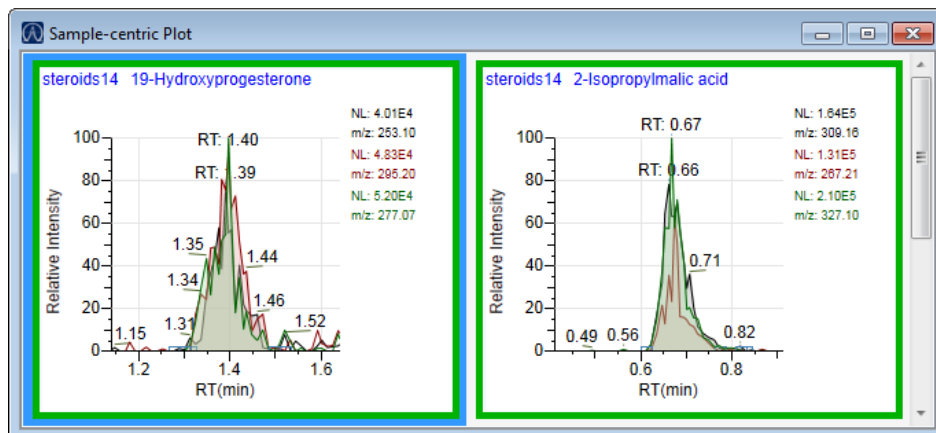 Sample-centric Plot
steroids14 19-Hydroxyprogesterone
NL: 4.01E4
m/z: 253.10
NL: 4.83E4
m/z: 295.20
NL: 5.20E4
m/z: 277.07
RT: 1.40
RT: 1.39
1.35
1.34
1.31
1.15
1.44
1.46
1.52
100
80
60
40
20
0
Relative Intensity
1.2
1.4
1.6
RT(min)
steroids14 2-Isopropylmalic acid
NL: 1.64E5
m/z: 309.16
NL: 1.31E5
m/z: 267.21
NL: 2.10E5
m/z: 327.10
RT: 0.67
RT: 0.66
0.71
0.49
0.56
0.82
100
80
60
40
20
0
Relative Intensity
0.6
0.8
RT(min)